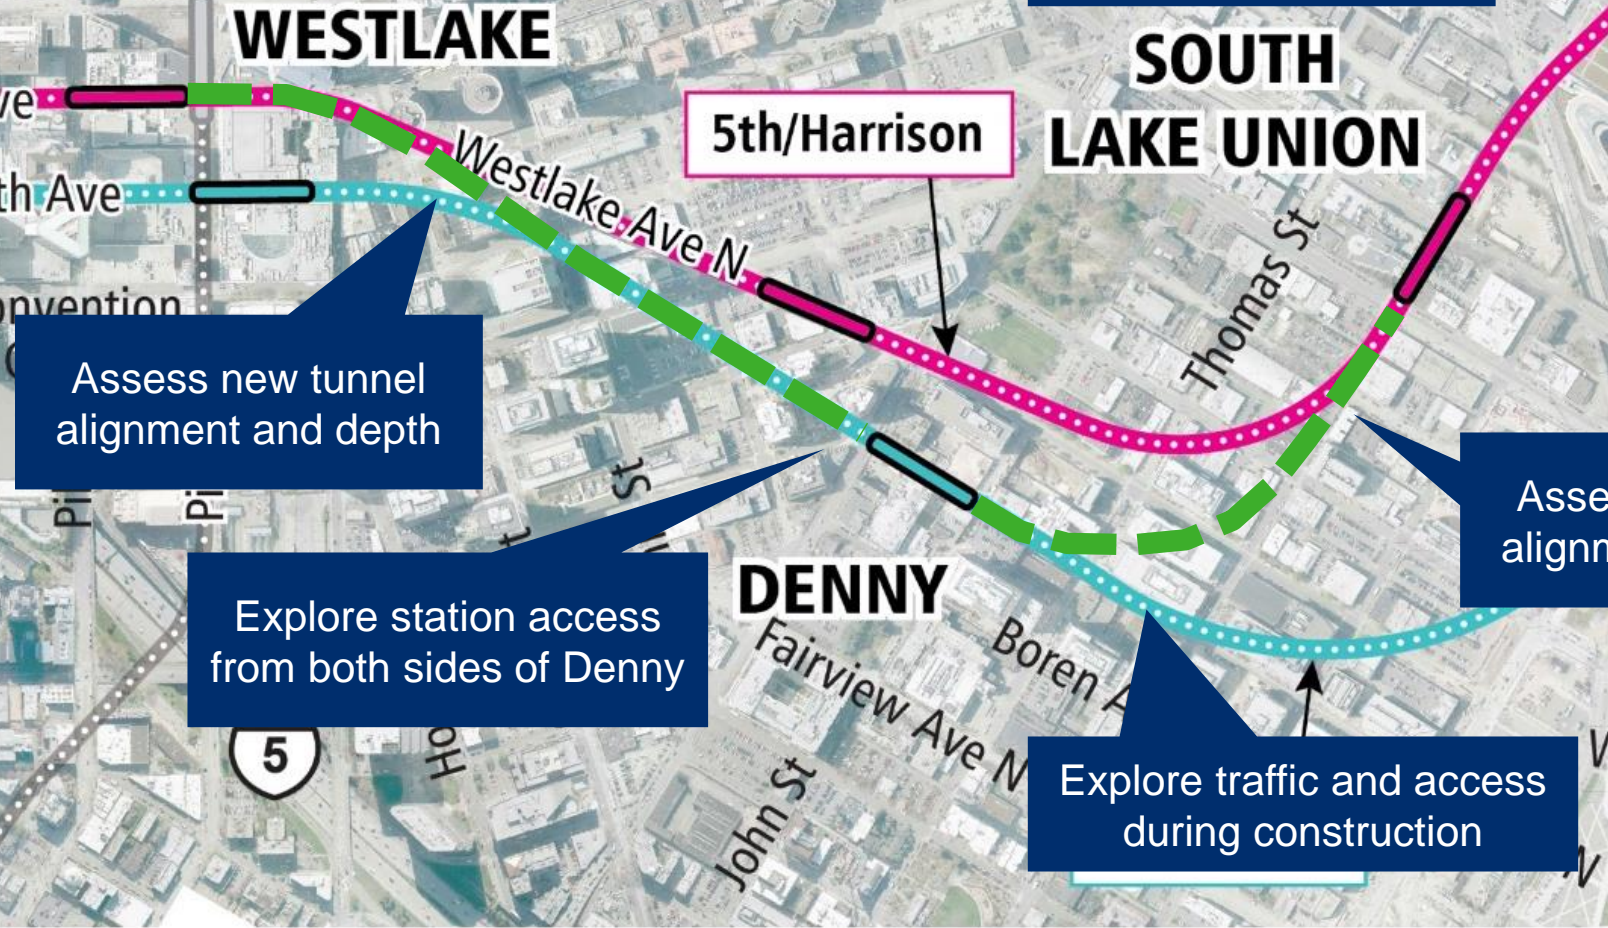 WESTLAKE
SOUTH
LAKE UNION
5th/Harrison
Westlake Ave N
th Ave
Thomas St
Assess new tunnel
alignment and depth
St
Explore station access
from both sides of Denny
DENNY
Boren
Fairview Ave N
5
John St
Explore traffic and access
during construction